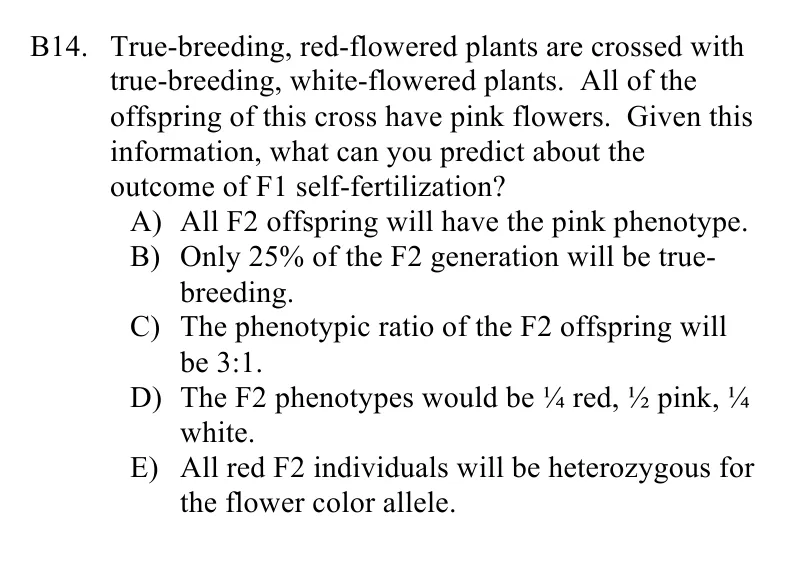 B14. True-breeding, red-flowered plants are crossed with
true-breeding, white-flowered plants. All of the
offspring of this cross have pink flowers. Given this
information, what can you predict about the
outcome of F1 self-fertilization?
A) All F2 offspring will have the pink phenotype.
B) Only 25% of the F2 generation will be true-
breeding.
C) The phenotypic ratio of the F2 offspring will
be 3:1.
D) The F2 phenotypes would be ¼ red, ½ pink, ¼
white.
E) All red F2 individuals will be heterozygous for
the flower color allele.